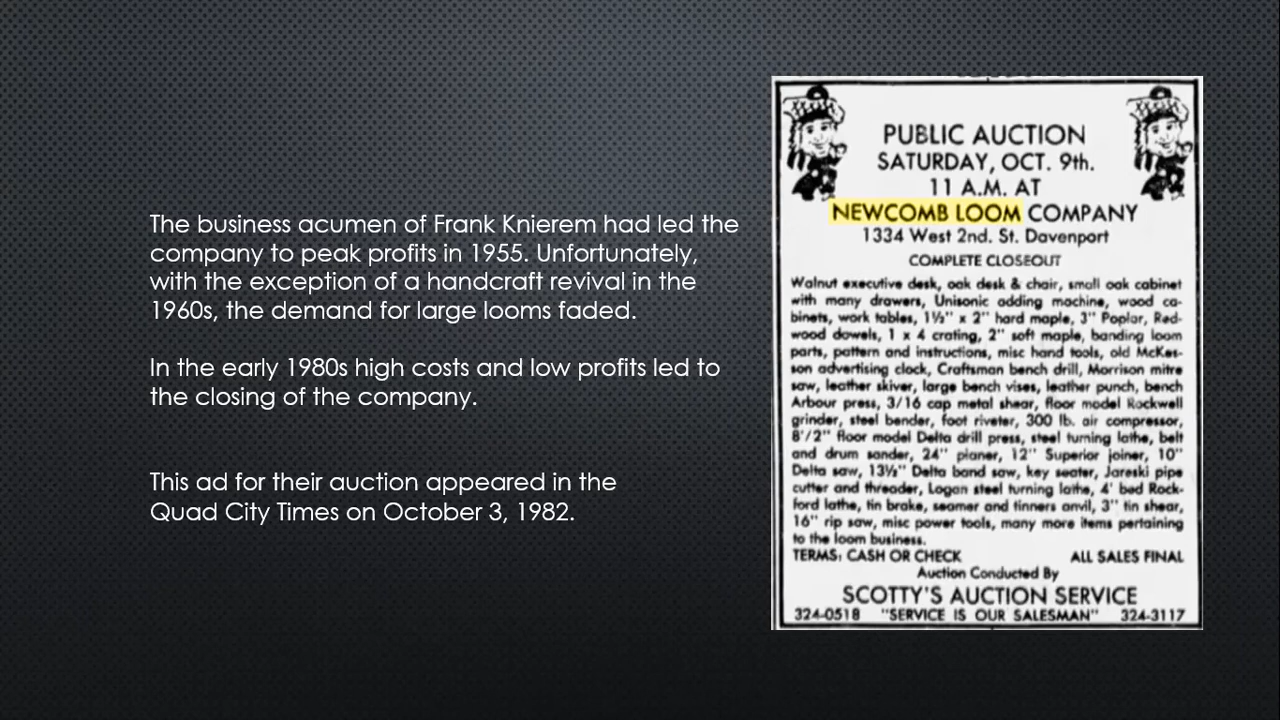 The business acumen of Frank Knierem had led the
company to peak profits in 1955. Unfortunately,
with the exception of a handcraft revival in the
1960s, the demand for large looms faded.
In the early 1980s high costs and low profits led to
the closing of the company.
This ad for their auction appeared in the
Quad City Times on October 3, 1982.
PUBLIC AUCTION
SATURDAY, OCT. 9th.
11 A.M. AT
NEWCOMB LOOM COMPANY
1334 West 2nd. St. Davenport
COMPLETE CLOSEOUT
Walnut executive desk, oak desk & chair, small oak cabinet
with many drawers, Unisonic adding machine, wood ca-
binets, work tables, 1½" x 2" hard maple, 3" Poplar, Red-
wood dowels, 1 x 4 crating, 2" soft maple, banding loom
parts, pattern and instructions, misc hand tools, old McKes-
son advertising clock, Craftsman bench drill, Morrison mitre
saw, leather skiver, large bench vises, leather punch, bench
Arbour press, 3/16 cap metal shear, floor model Rockwell
grinder, steel bender, foot riveter, 300 lb. air compressor,
8'/2" floor model Delta drill press, steel turning lathe, belt
and drum sander, 24" planer, 12" Superior joiner, 10"
Delta saw, 13½" Delta band saw, key seater, Jareski pipe
cutter and threader, Logan steel turning lathe, 4' bed Rock-
ford lathe, tin brake, seamer and tinners anvil, 3" tin shear,
16" rip saw, misc power tools, many more items pertaining
to the loom business.
TERMS: CASH OR CHECK ALL SALES FINAL
Auction Conducted By
SCOTTY'S AUCTION SERVICE
324-0518 "SERVICE IS OUR SALESMAN" 324-3117